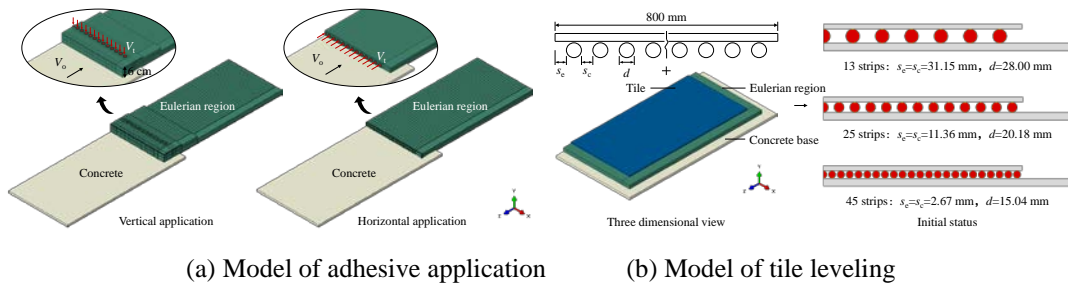 V_t
V_o
6 cm
Eulerian region
Concrete
Vertical application
V_o
V_t
Eulerian region
Concrete
Horizontal application
Y
Z
X
(a) Model of adhesive application
800 mm
s_e
s_c
d
+
Tile
Eulerian region
Concrete base
Three dimensional view
Y
Z
X
13 strips: s_e=s_c=31.15 mm, d=28.00 mm
25 strips: s_e=s_c=11.36 mm, d=20.18 mm
45 strips: s_e=s_c=2.67 mm, d=15.04 mm
Initial status
(b) Model of tile leveling